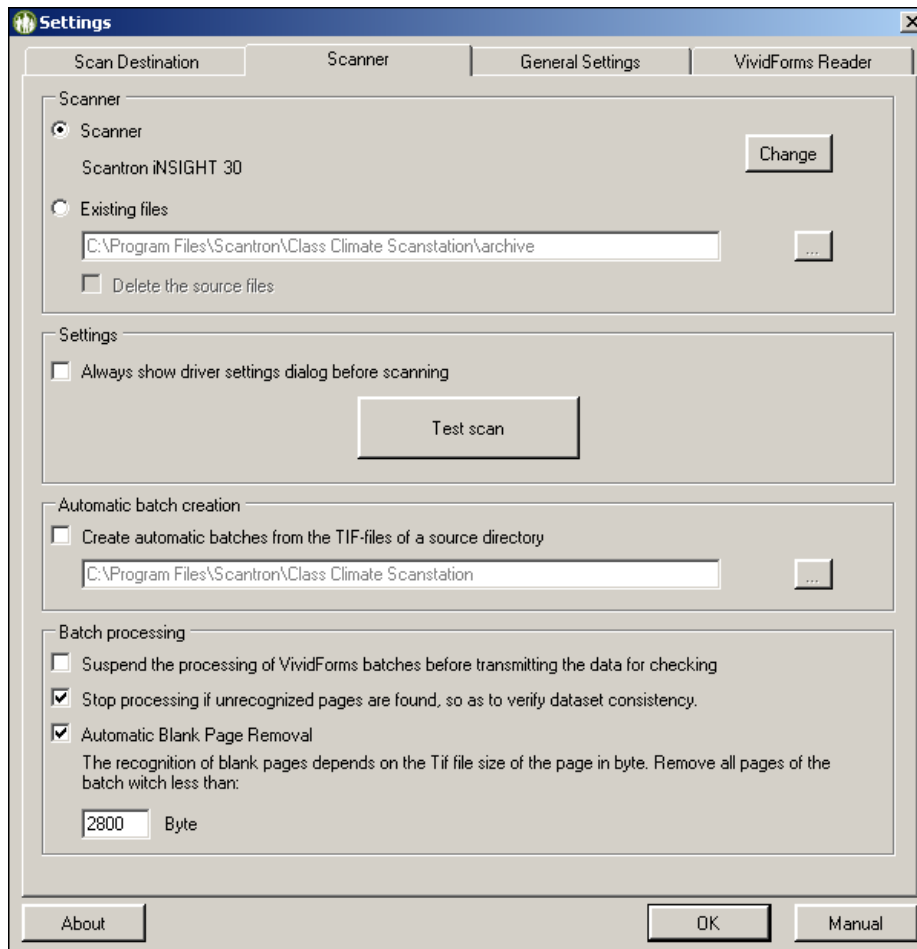 Settings
Scan Destination
Scanner
General Settings
VividForms Reader
Scanner
Scanner
Change
Scantron iNSIGHT 30
Existing files
C:\Program Files\Scantron\Class Climate Scanstation\archive
...
Delete the source files
Settings
Always show driver settings dialog before scanning
Test scan
Automatic batch creation
Create automatic batches from the TIF-files of a source directory
C:\Program Files\Scantron\Class Climate Scanstation
...
Batch processing
Suspend the processing of VividForms batches before transmitting the data for checking
Stop processing if unrecognized pages are found, so as to verify dataset consistency.
Automatic Blank Page Removal
The recognition of blank pages depends on the Tif file size of the page in byte. Remove all pages of the
batch witch less than:
2800 Byte
About
OK
Manual